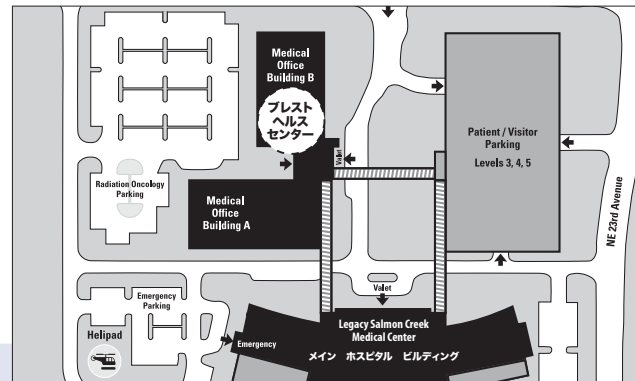 Medical
Office
Building B
ブレスト
ヘルス
センター
Valet
Patient / Visitor
Parking
Levels 3, 4, 5
NE 23rd Avenue
Radiation Oncology
Parking
Medical
Office
Building A
Emergency
Parking
Helipad
Valet
Emergency
Legacy Salmon Creek
Medical Center
メイン ホスピタル ビルディング